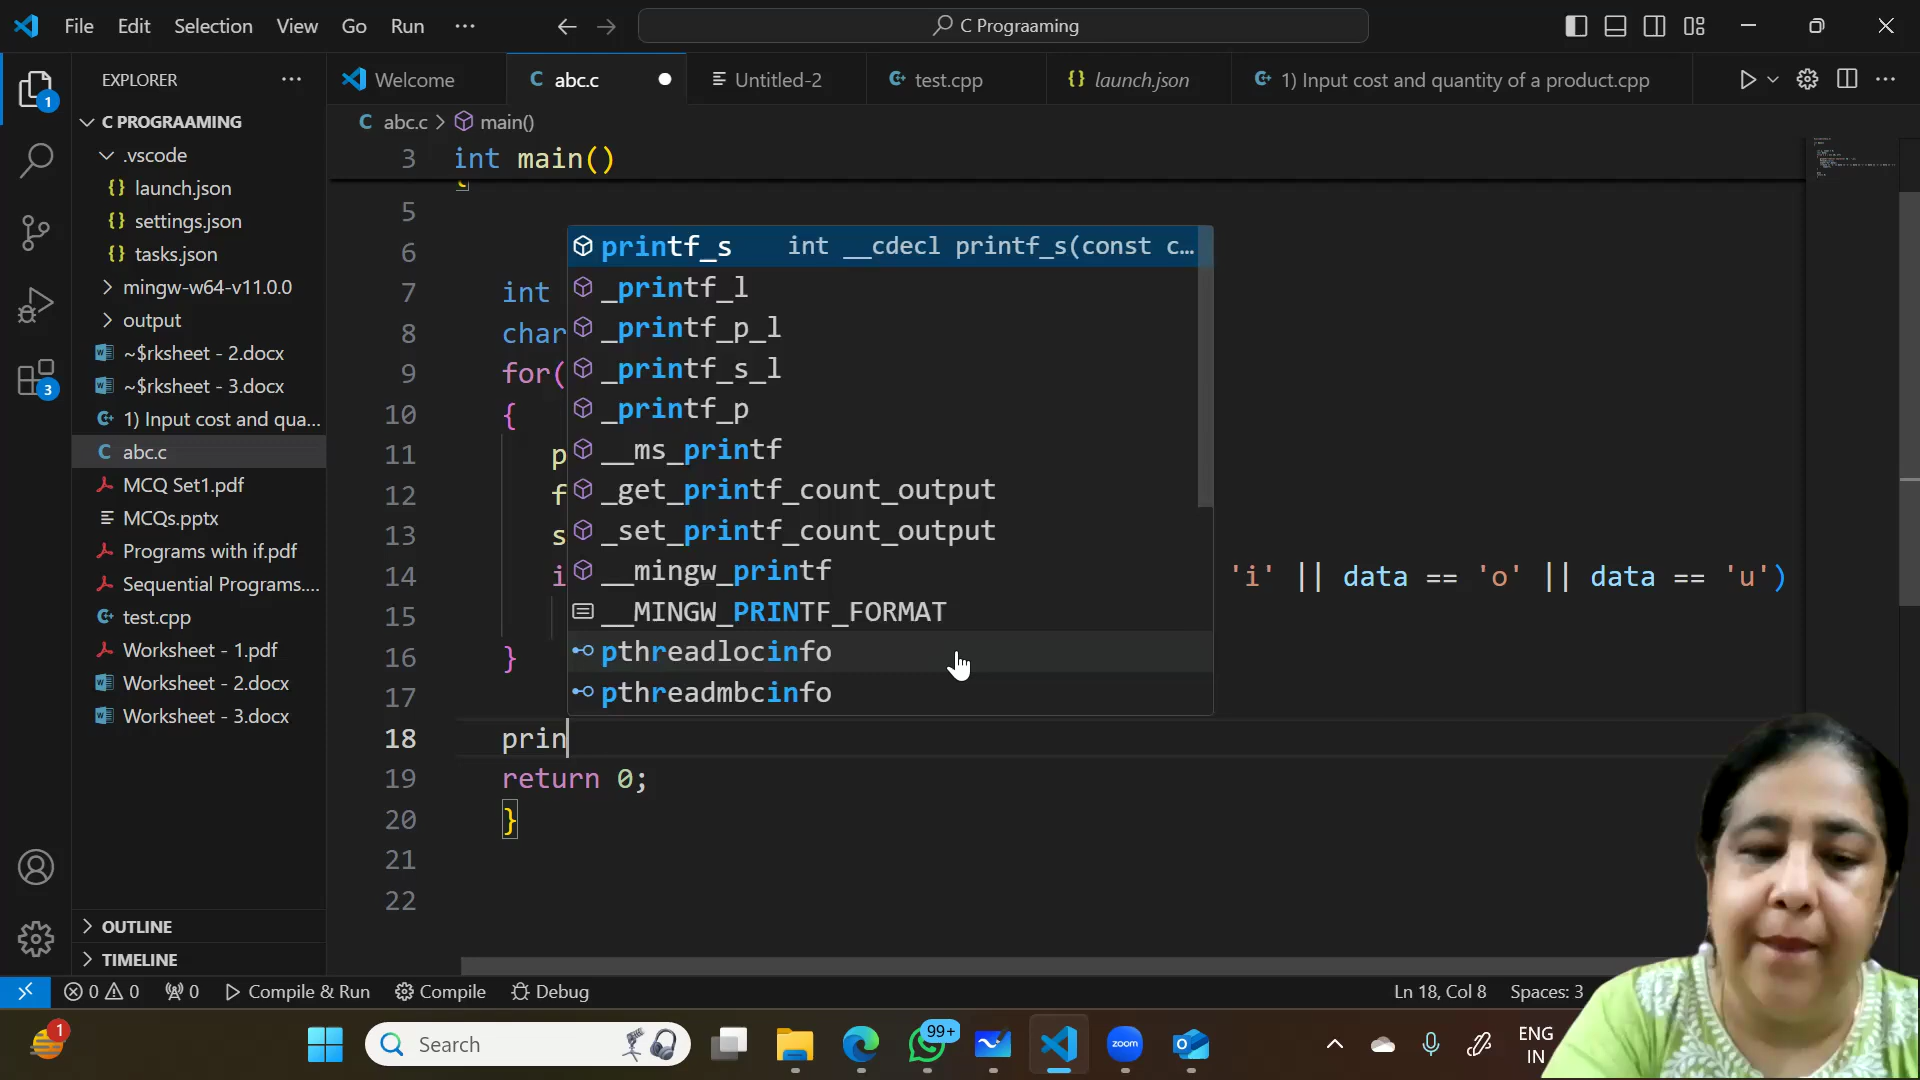 File Edit Selection View Go Run ···
C Prograaming
EXPLORER
C PROGRAAMING
.vscode
launch.json
settings.json
tasks.json
mingw-w64-v11.0.0
output
~$rksheet - 2.docx
~$rksheet - 3.docx
1) Input cost and qua...
abc.c
MCQ Set1.pdf
MCQs.pptx
Programs with if.pdf
Sequential Programs....
test.cpp
Worksheet - 1.pdf
Worksheet - 2.docx
Worksheet - 3.docx
OUTLINE
TIMELINE
1
3
Welcome C abc.c Untitled-2 test.cpp {} launch.json 1) Input cost and quantity of a product.cpp
C abc.c > main()
3 int main()
{
5
6
7 int
8 char
9 for(
10 {
11 p
12 f
13 s
14 i 'i' || data == 'o' || data == 'u')
15
16 }
17
18 prin
19 return 0;
20 }
21
22
printf_s int __cdecl printf_s(const c...
_printf_l
_printf_p_l
_printf_s_l
_printf_p
__ms_printf
_get_printf_count_output
_set_printf_count_output
__mingw_printf
__MINGW_PRINTF_FORMAT
pthreadlocinfo
pthreadmbcinfo
0 0 0 Compile & Run Compile Debug Ln 18, Col 8 Spaces: 3
1 Search 99+ zoom ENG
IN